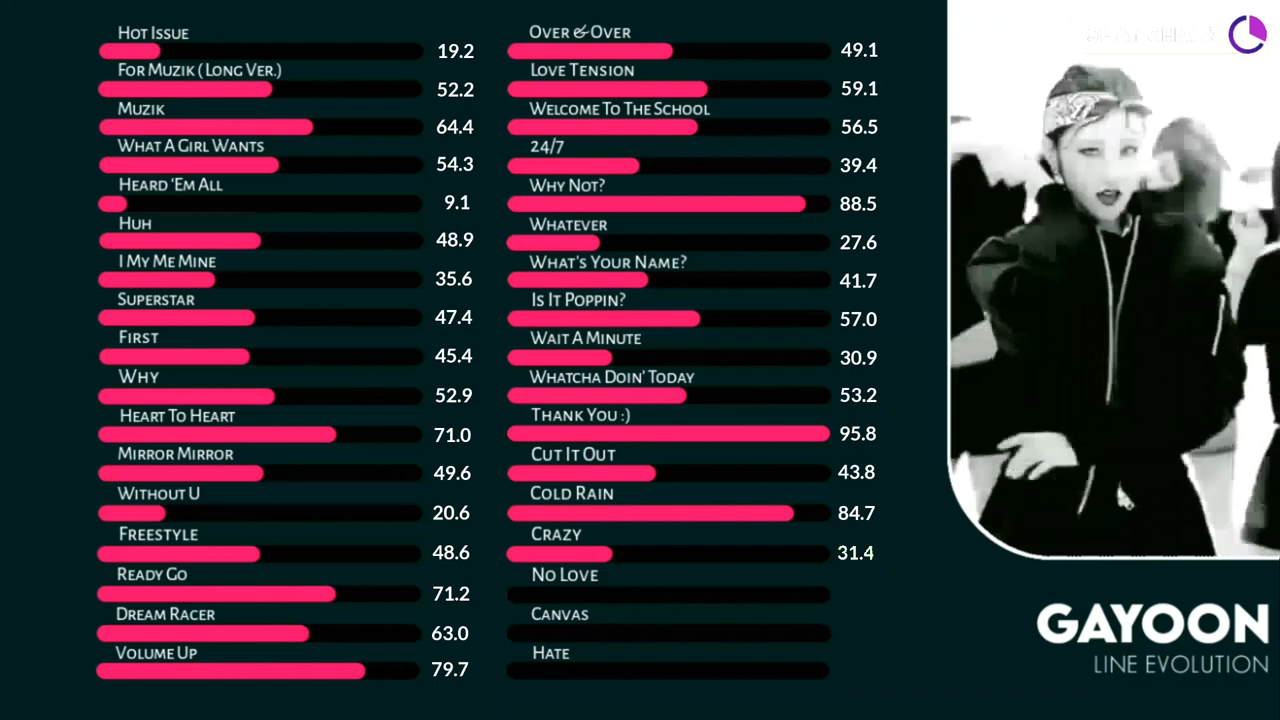 HOT ISSUE
19.2
FOR MUZIK (LONG VER.)
52.2
MUZIK
64.4
WHAT A GIRL WANTS
54.3
HEARD 'EM ALL
9.1
HUH
48.9
I MY ME MINE
35.6
SUPERSTAR
47.4
FIRST
45.4
WHY
52.9
HEART TO HEART
71.0
MIRROR MIRROR
49.6
WITHOUT U
20.6
FREESTYLE
48.6
READY GO
71.2
DREAM RACER
63.0
VOLUME UP
79.7
OVER & OVER
49.1
LOVE TENSION
59.1
WELCOME TO THE SCHOOL
56.5
24/7
39.4
WHY NOT?
88.5
WHATEVER
27.6
WHAT'S YOUR NAME?
41.7
IS IT POPPIN?
57.0
WAIT A MINUTE
30.9
WHATCHA DOIN' TODAY
53.2
THANK YOU :)
95.8
CUT IT OUT
43.8
COLD RAIN
84.7
CRAZY
31.4
NO LOVE
CANVAS
HATE
GAYOON
LINE EVOLUTION